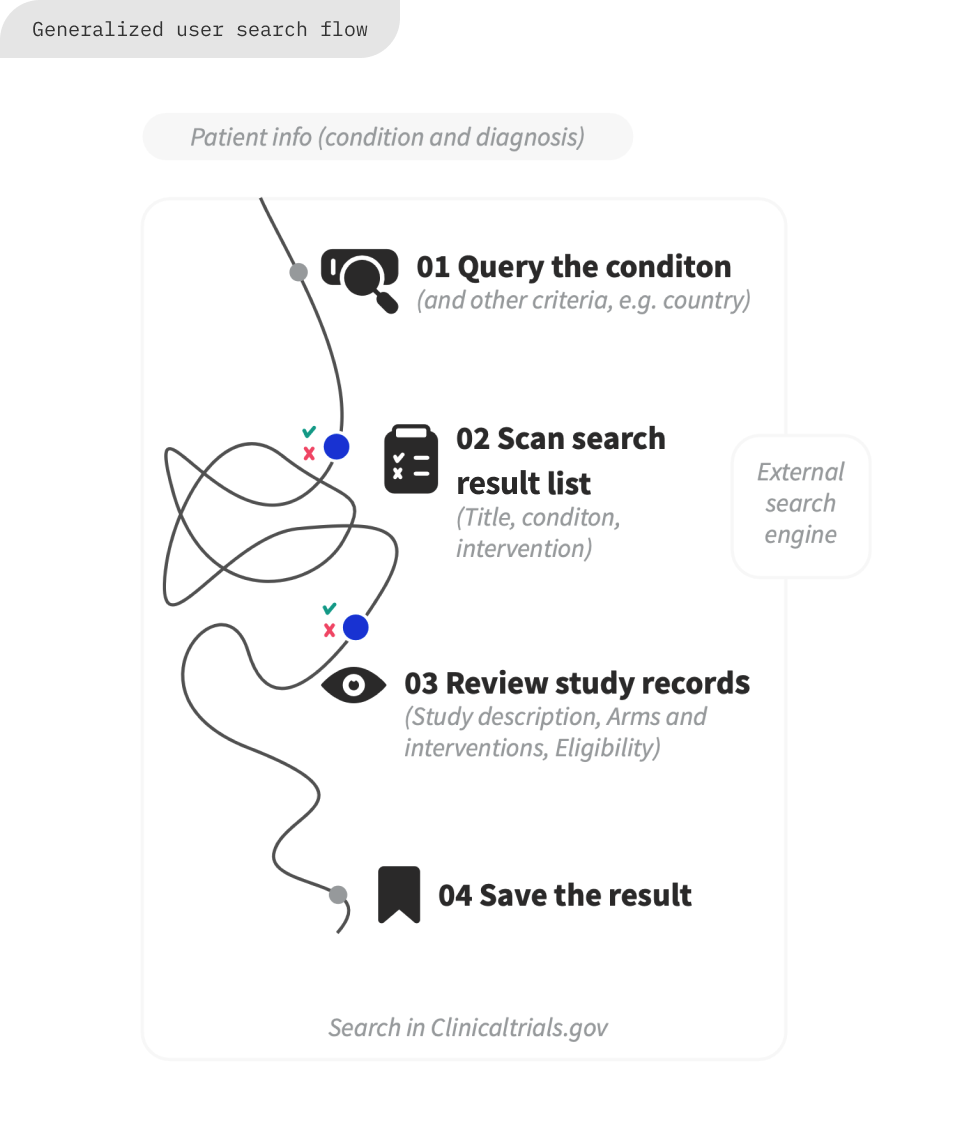 Generalized user search flow
Patient info (condition and diagnosis)
01 Query the conditon
(and other criteria, e.g. country)
02 Scan search
result list
(Title, conditon,
intervention)
External
search
engine
03 Review study records
(Study description, Arms and
interventions, Eligibility)
04 Save the result
Search in Clinicaltrials.gov